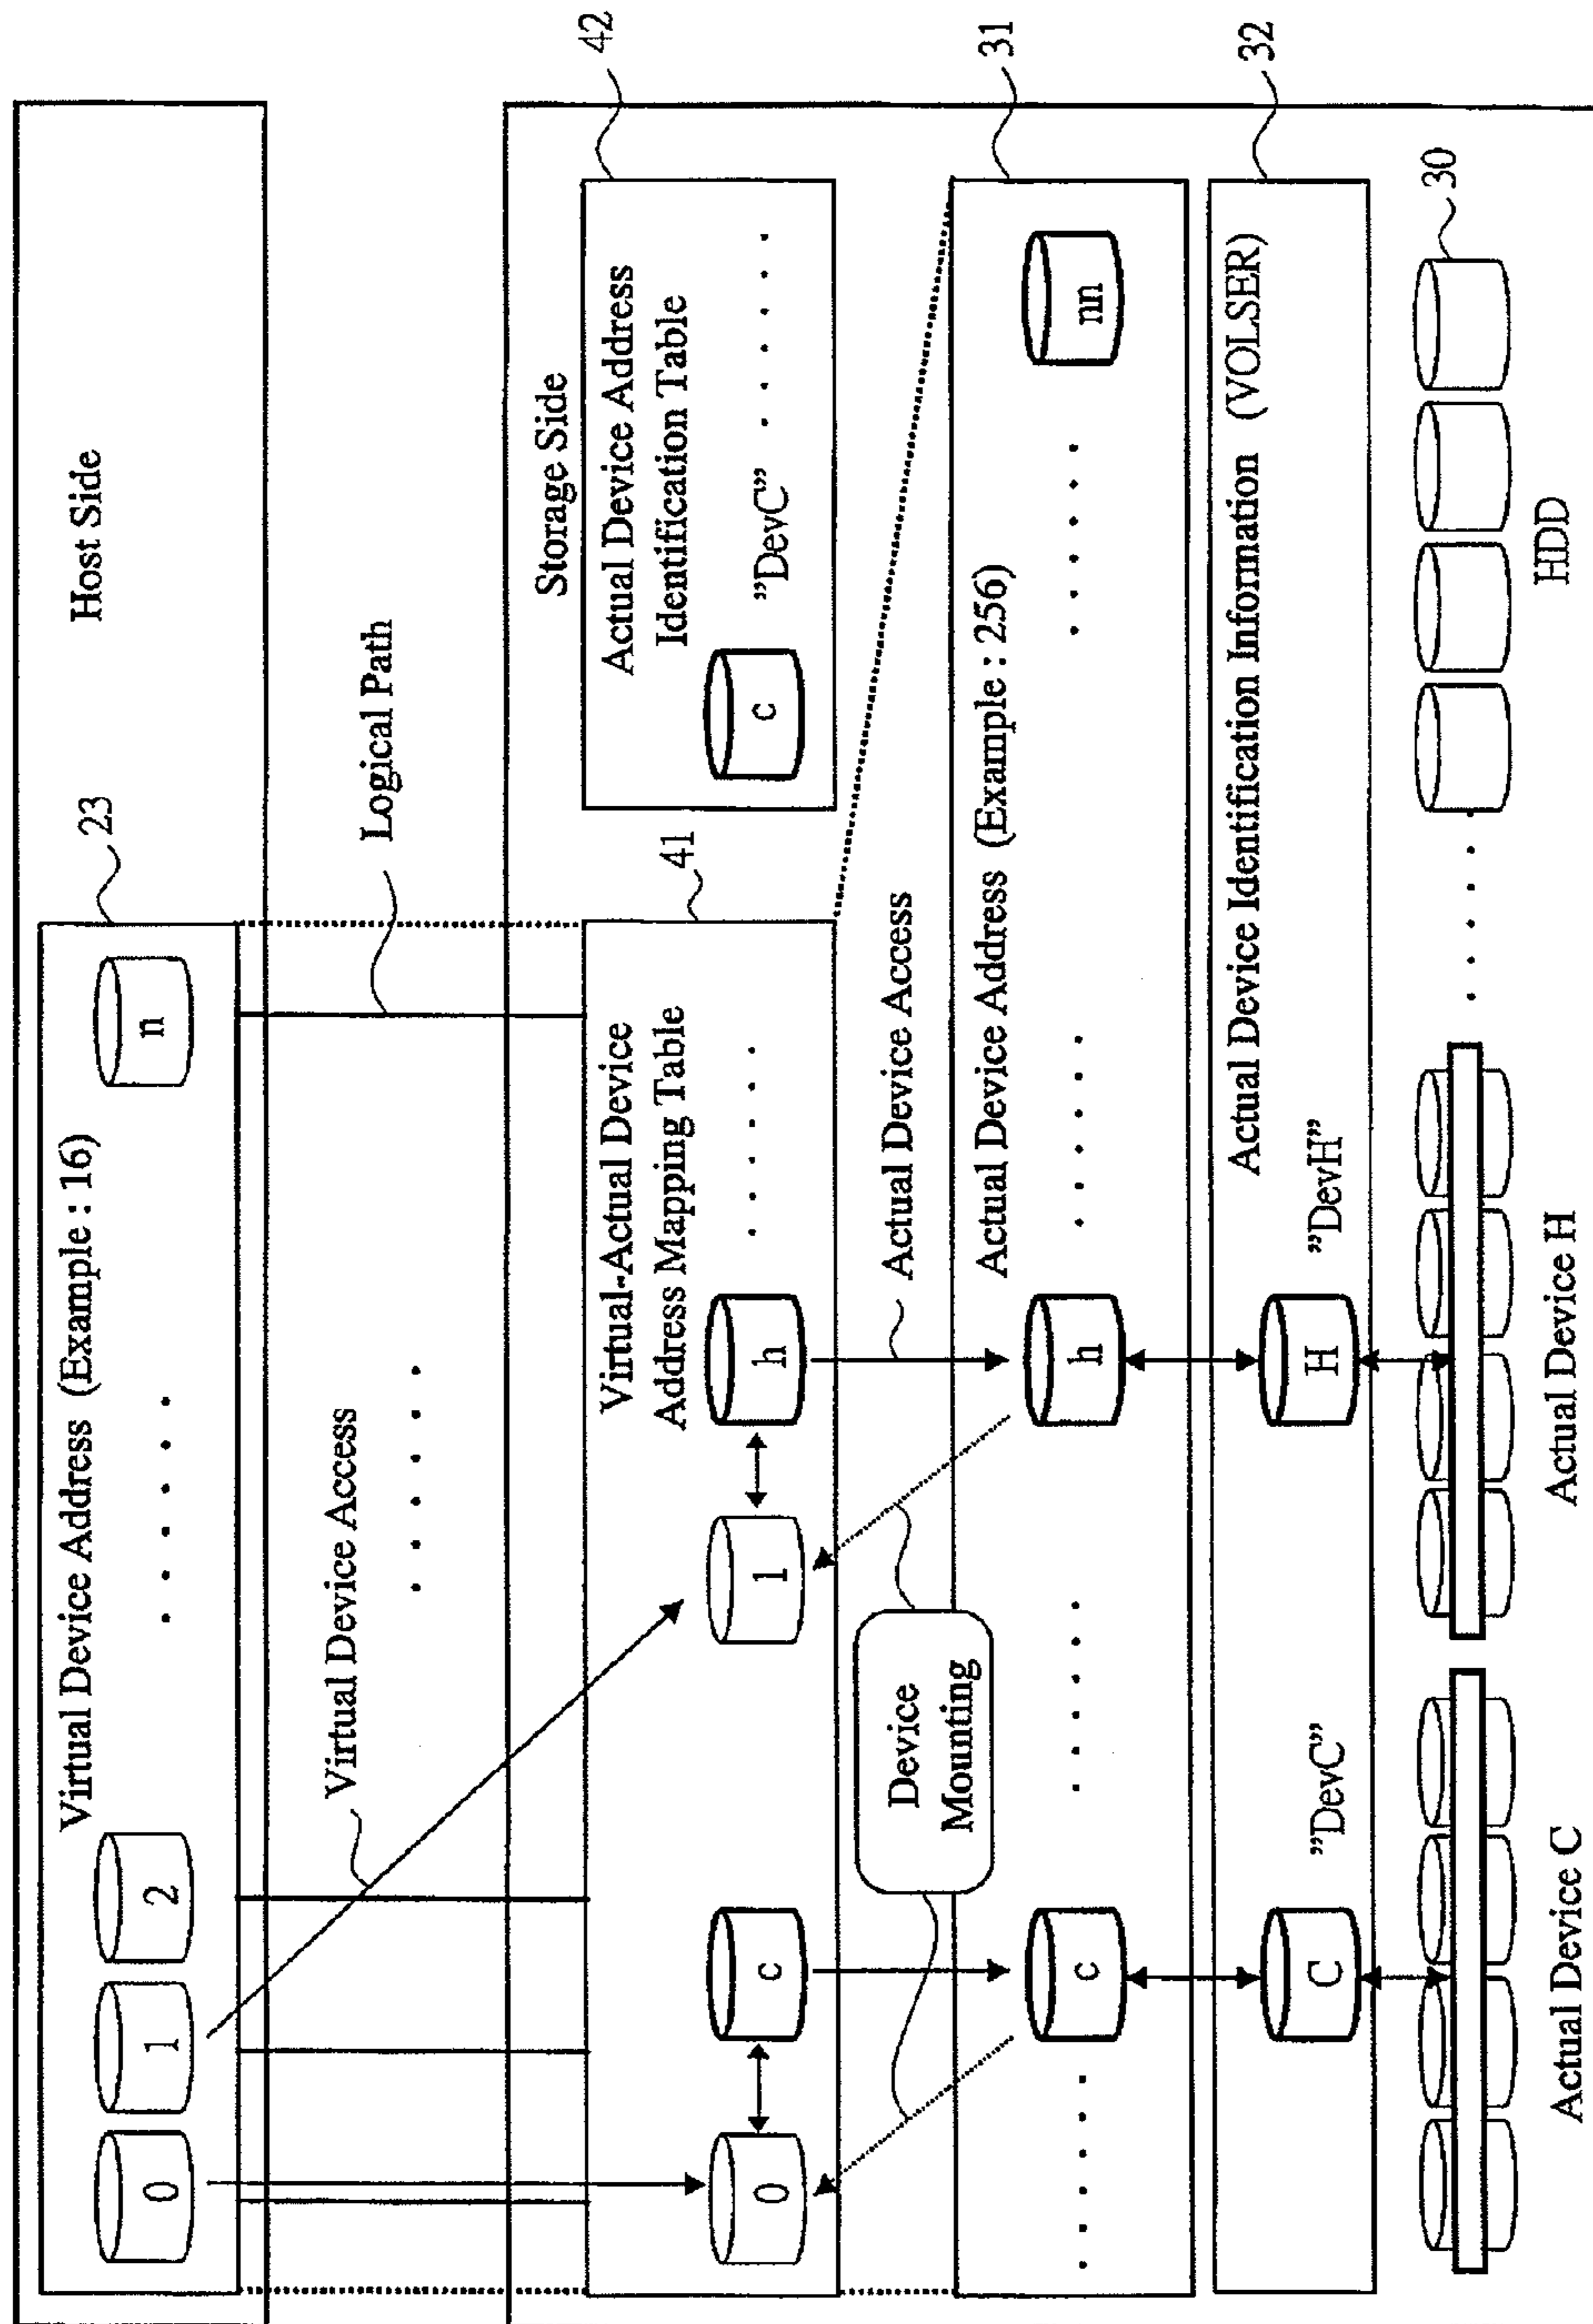 Host Side
23
Virtual Device Address (Example : 16)
0
1
2
. . . . . .
n
Virtual Device Access
. . . . . .
Logical Path
Storage Side
41
Virtual-Actual Device
Address Mapping Table
0
c
1
h
. . . . . .
42
Actual Device Address
Identification Table
c
”DevC”
. . . . . .
Device
Mounting
Actual Device Access
31
Actual Device Address (Example : 256)
. . . . . .
c
. . . . . .
h
. . . . . .
. . . . . .
nn
32
Actual Device Identification Information (VOLSER)
C
”DevC”
H
”DevH”
30
. . . . .
Actual Device C
Actual Device H
HDD